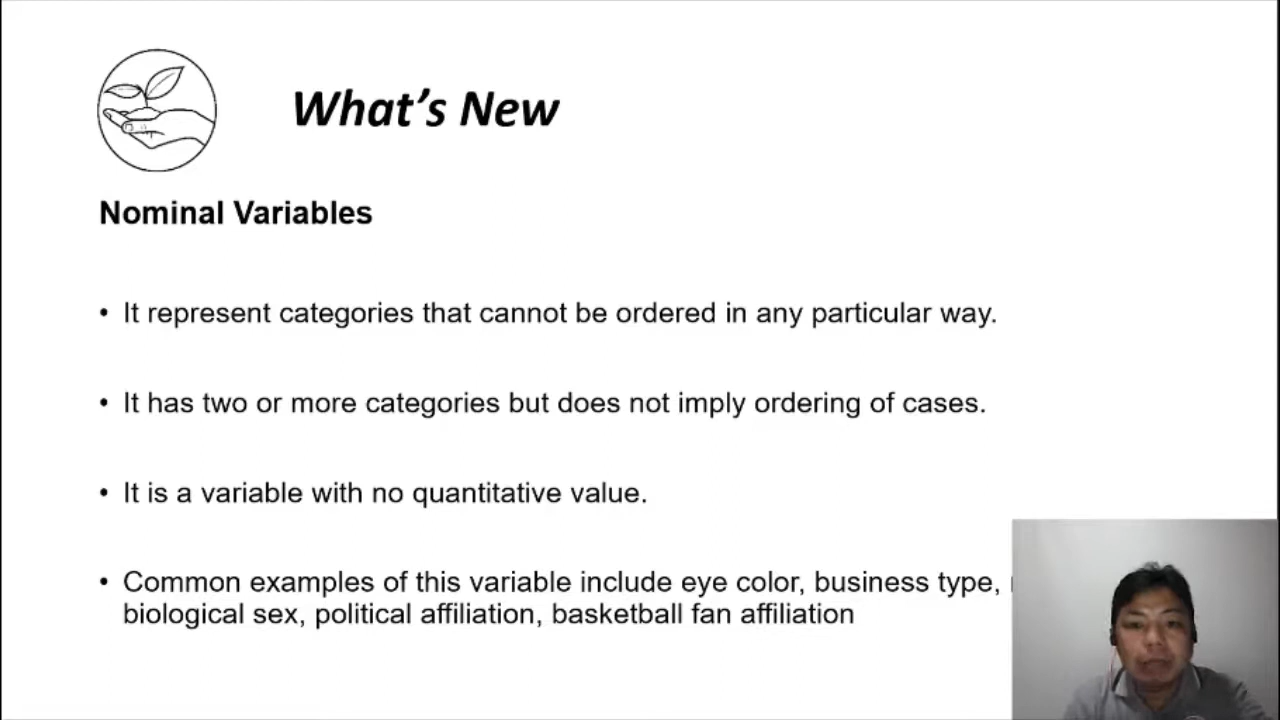 What's New
Nominal Variables
• It represent categories that cannot be ordered in any particular way.
• It has two or more categories but does not imply ordering of cases.
• It is a variable with no quantitative value.
• Common examples of this variable include eye color, business type,
biological sex, political affiliation, basketball fan affiliation